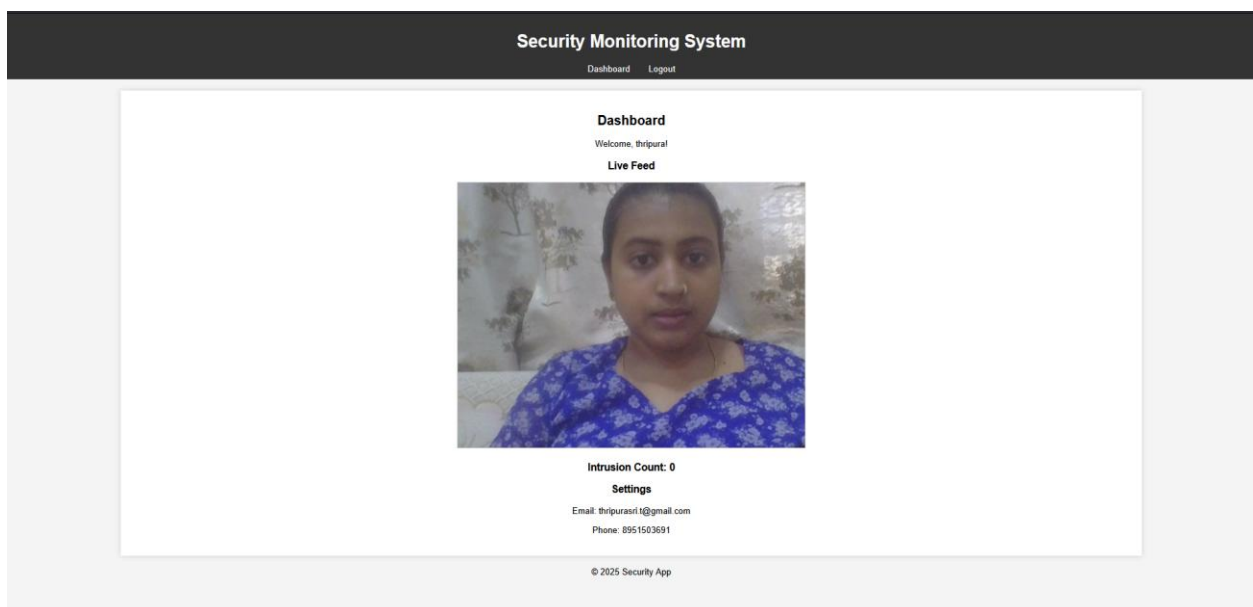 Security Monitoring System
Dashboard Logout
Dashboard
Welcome, thripura!
Live Feed
Intrusion Count: 0
Settings
Email: thripurasri.t@gmail.com
Phone: 8951503691
© 2025 Security App